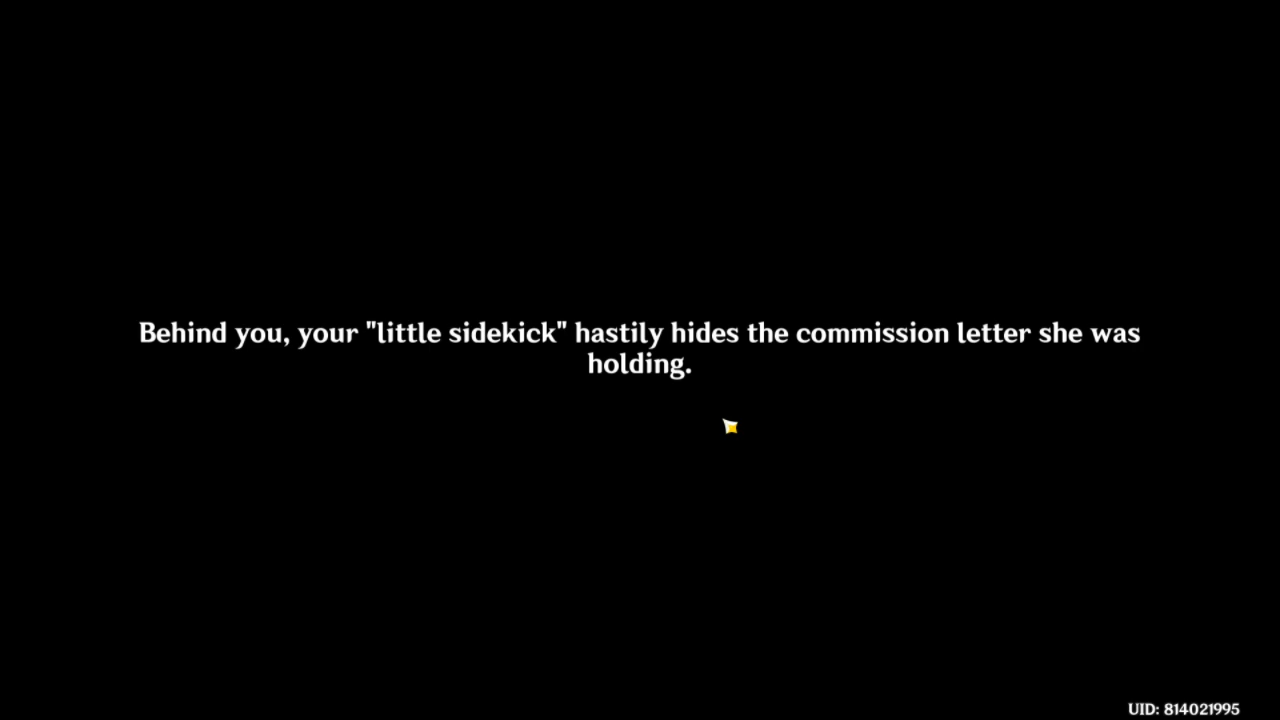 Behind you, your "little sidekick" hastily hides the commission letter she was
holding.
UID: 814021995